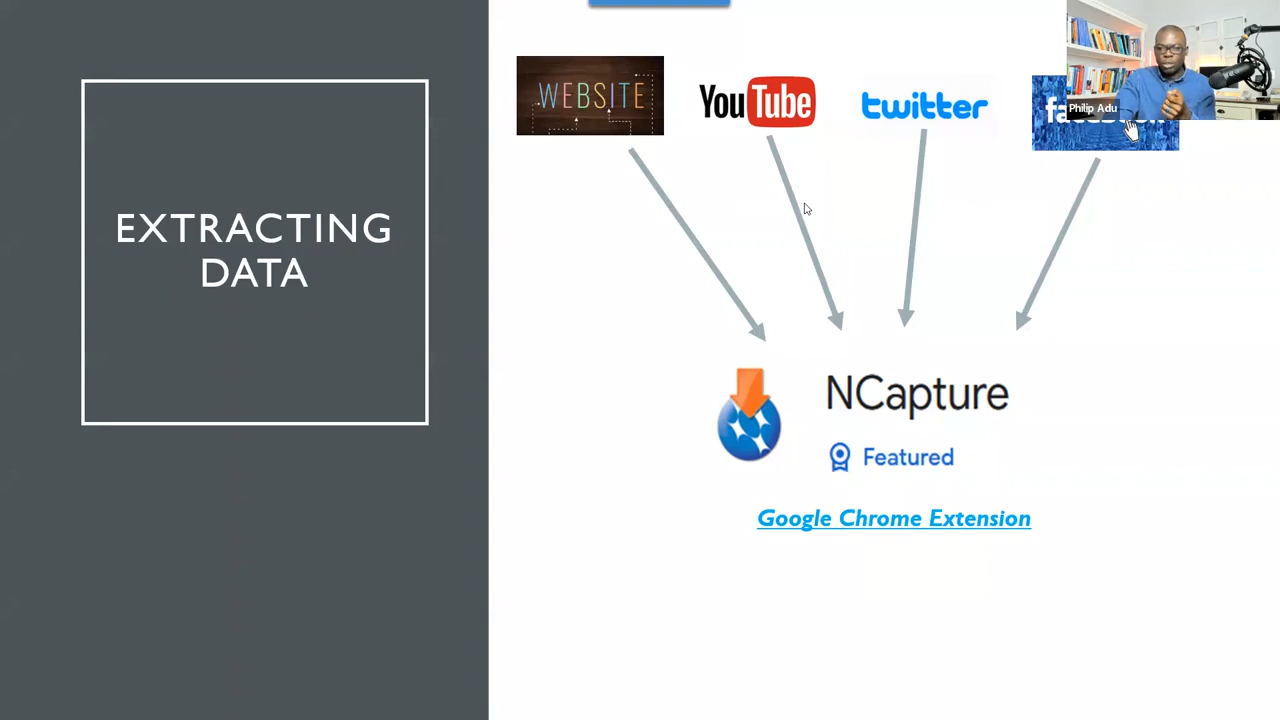 EXTRACTING
DATA
WEBSITE
YouTube
twitter
Philip Adu
NCapture
Featured
Google Chrome Extension